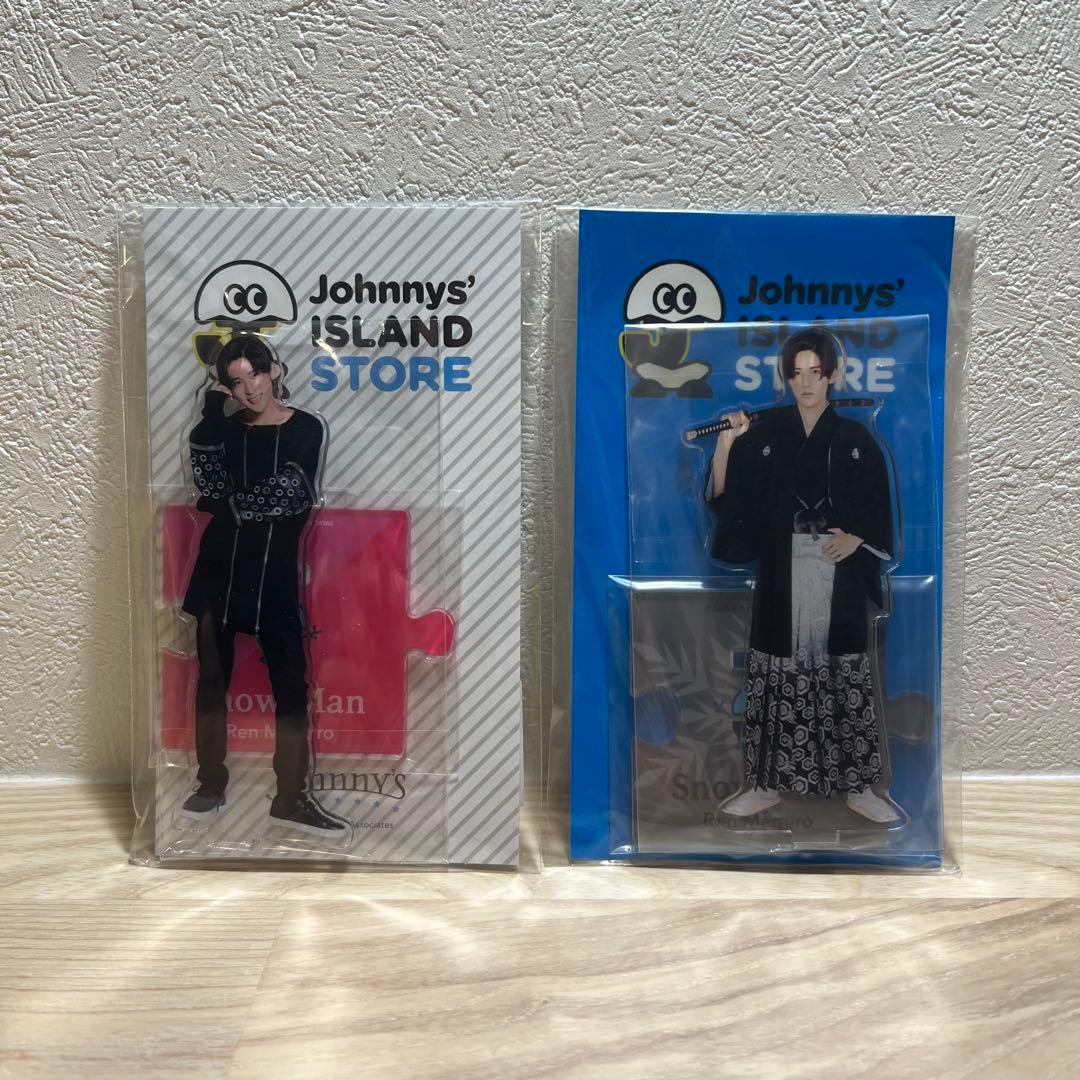 Johnnys'
ISLAND
STORE
Snow Man
Ren Meguro
Johnny's
Associates
Johnnys'
ISLAND
STORE
Snow
Ren Meguro